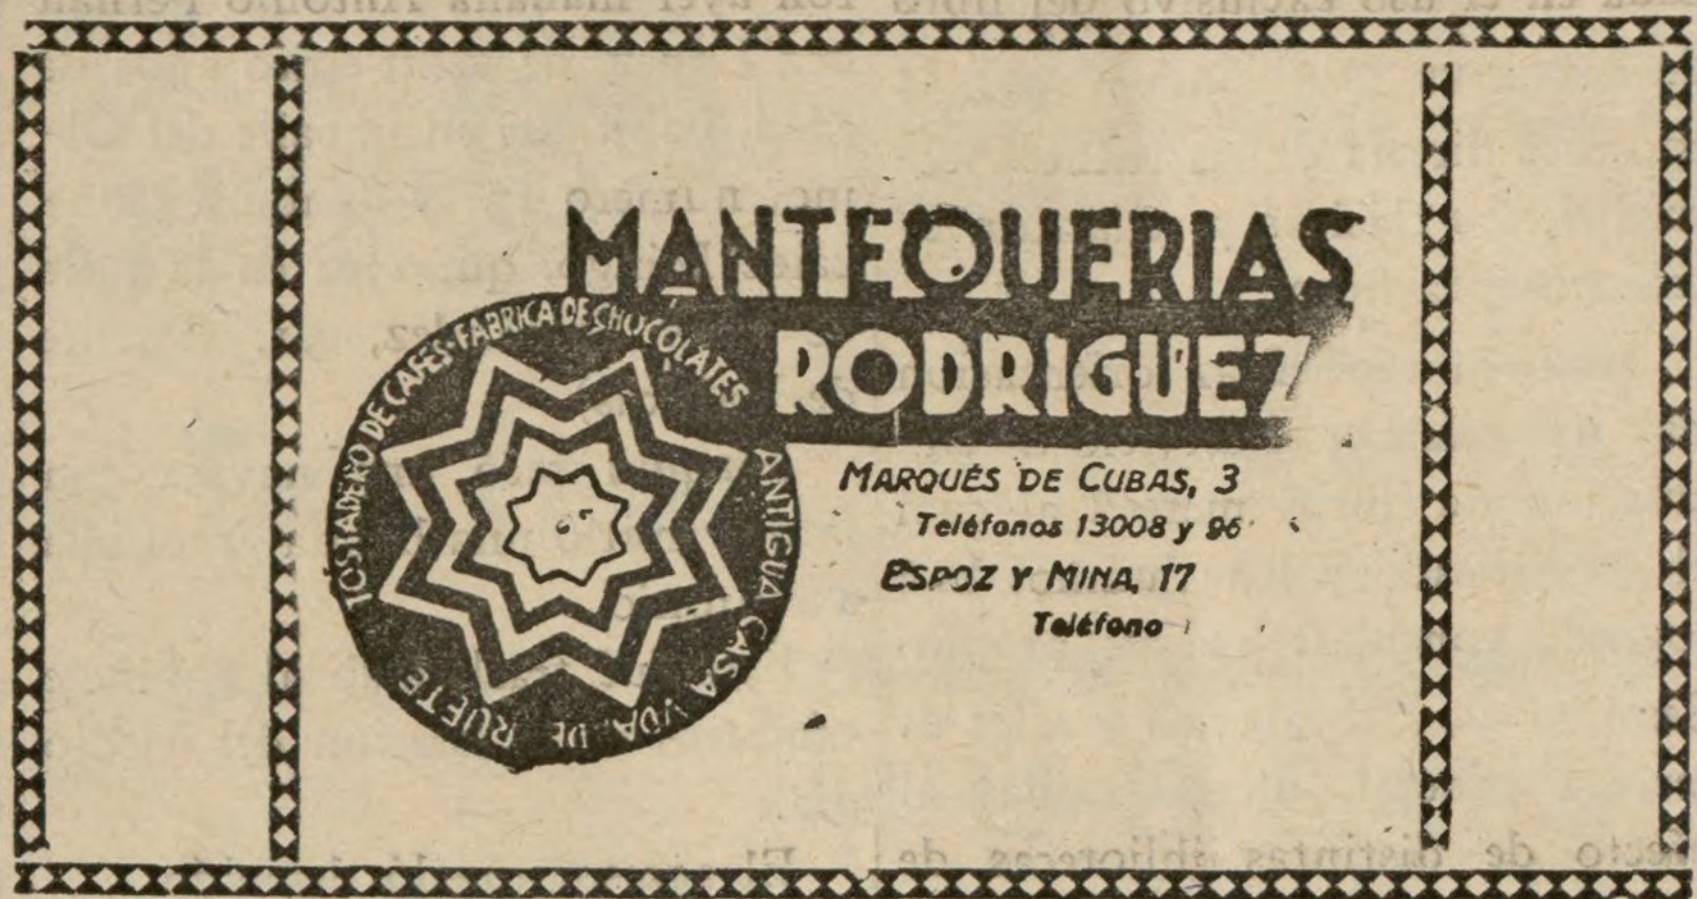 MANTEQUERIAS
RODRIGUEZ
TOSTADERO DE CAFÉS-FABRICA DE CHOCOLATES
ANTIGUA CASA VDA. DE RUETE
MARQUÉS DE CUBAS, 3
Teléfonos 13008 y 96
ESPOZ Y MINA, 17
Teléfono